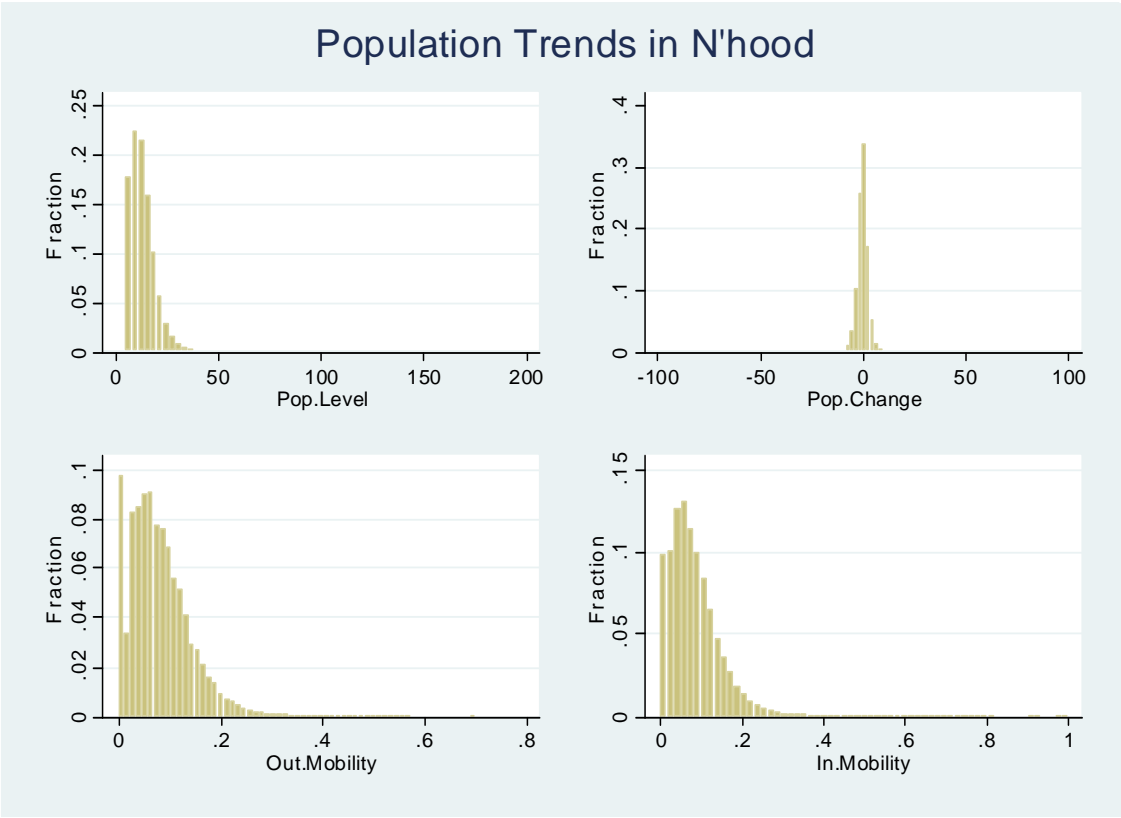 Population Trends in N'hood
Fraction
0 .05 .1 .15 .2 .25
0 50 100 150 200
Pop.Level
Fraction
0 .1 .2 .3 .4
-100 -50 0 50 100
Pop.Change
Fraction
0 .02 .04 .06 .08 .1
0 .2 .4 .6 .8
Out.Mobility
Fraction
0 .05 .1 .15
0 .2 .4 .6 .8 1
In.Mobility